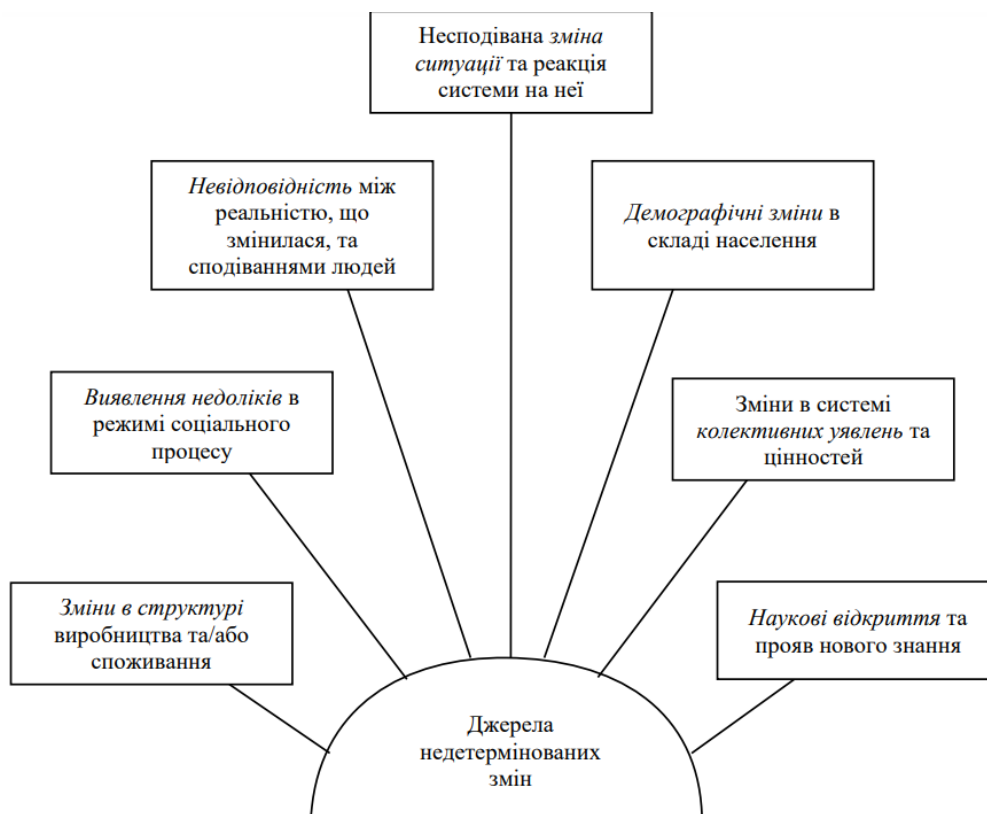 Несподівана зміна
ситуації та реакція
системи на неї
Невідповідність між
реальністю, що
змінилася, та
сподіваннями людей
Демографічні зміни в
складі населення
Виявлення недоліків в
режимі соціального
процесу
Зміни в системі
колективних уявлень та
цінностей
Зміни в структурі
виробництва та/або
споживання
Наукові відкриття та
прояв нового знання
Джерела
недетермінованих
змін